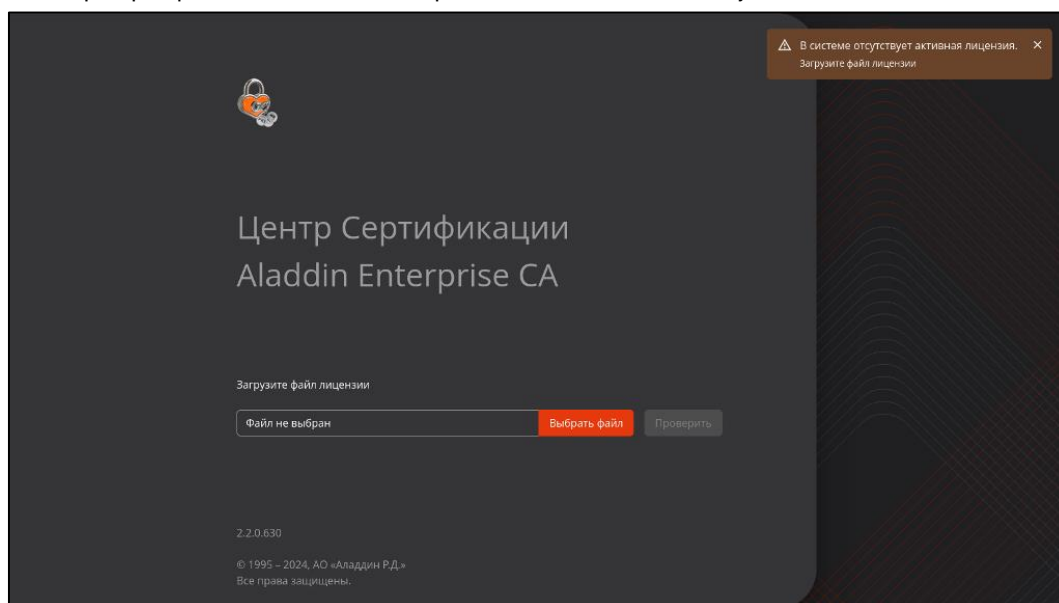 В системе отсутствует активная лицензия.
Загрузите файл лицензии
Центр Сертификации
Aladdin Enterprise CA
Загрузите файл лицензии
Файл не выбран
Выбрать файл
Проверить
2.2.0.630
© 1995 – 2024, АО «Аладдин Р.Д.»
Все права защищены.